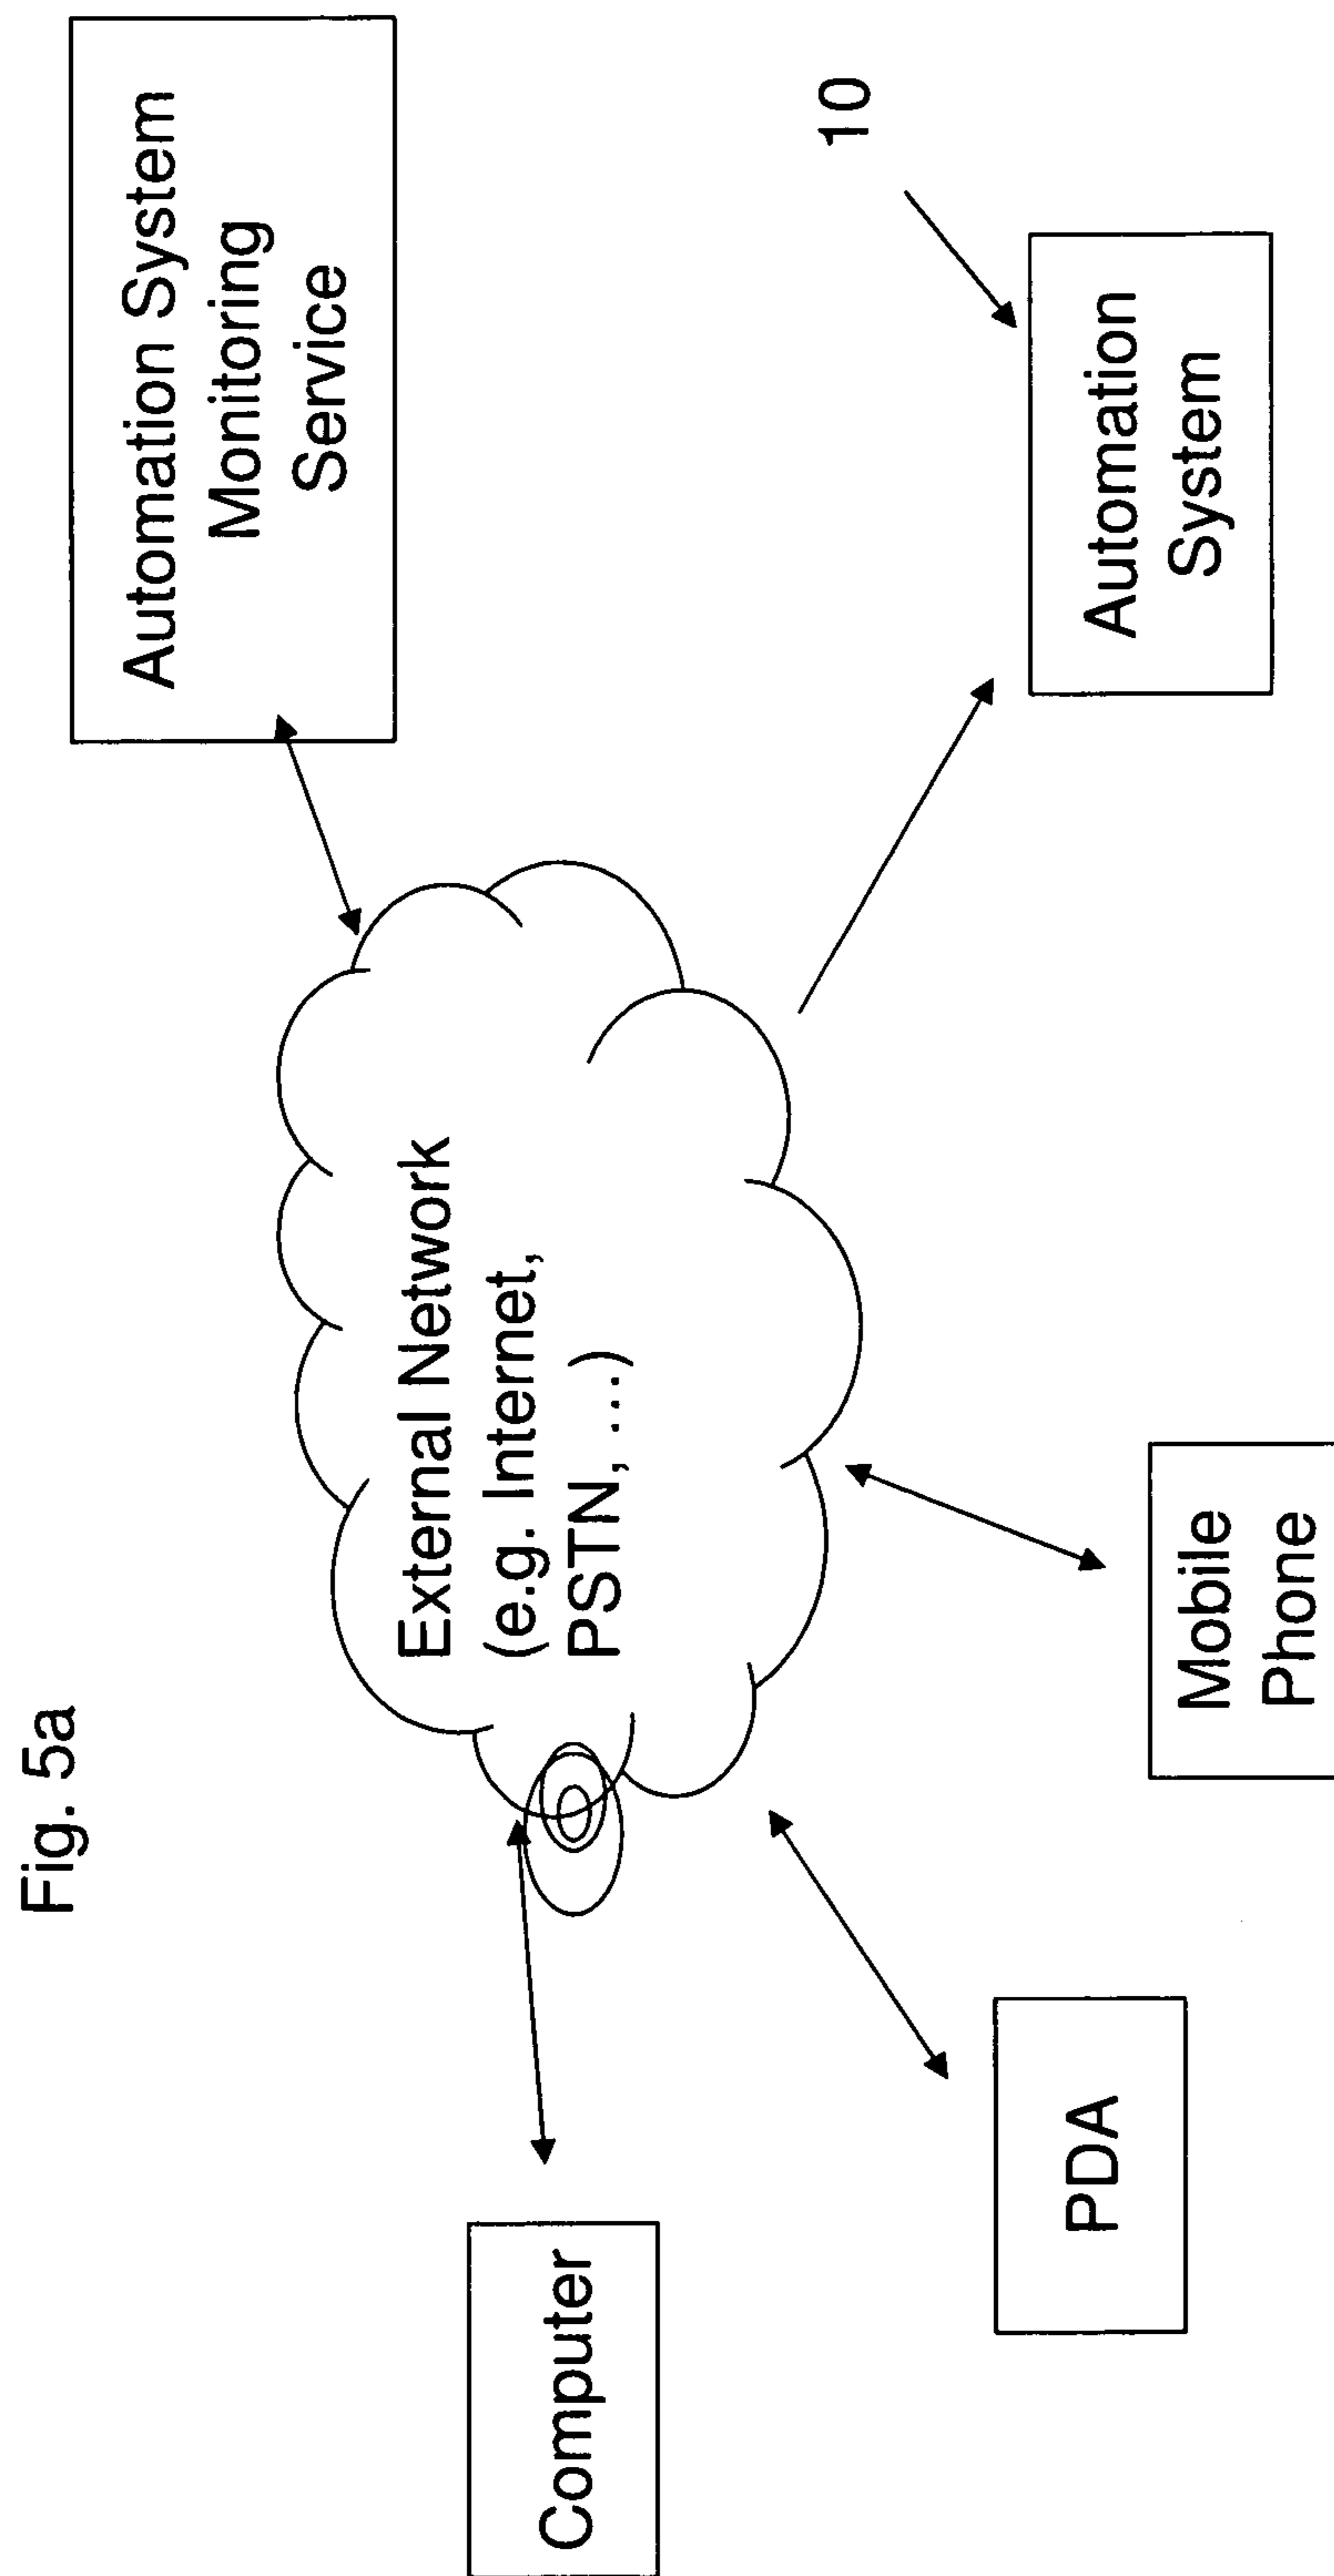 Fig. 5a
Automation System
Monitoring
Service
External Network
(e.g. Internet,
PSTN, ...)
Computer
10
Automation
System
PDA
Mobile
Phone